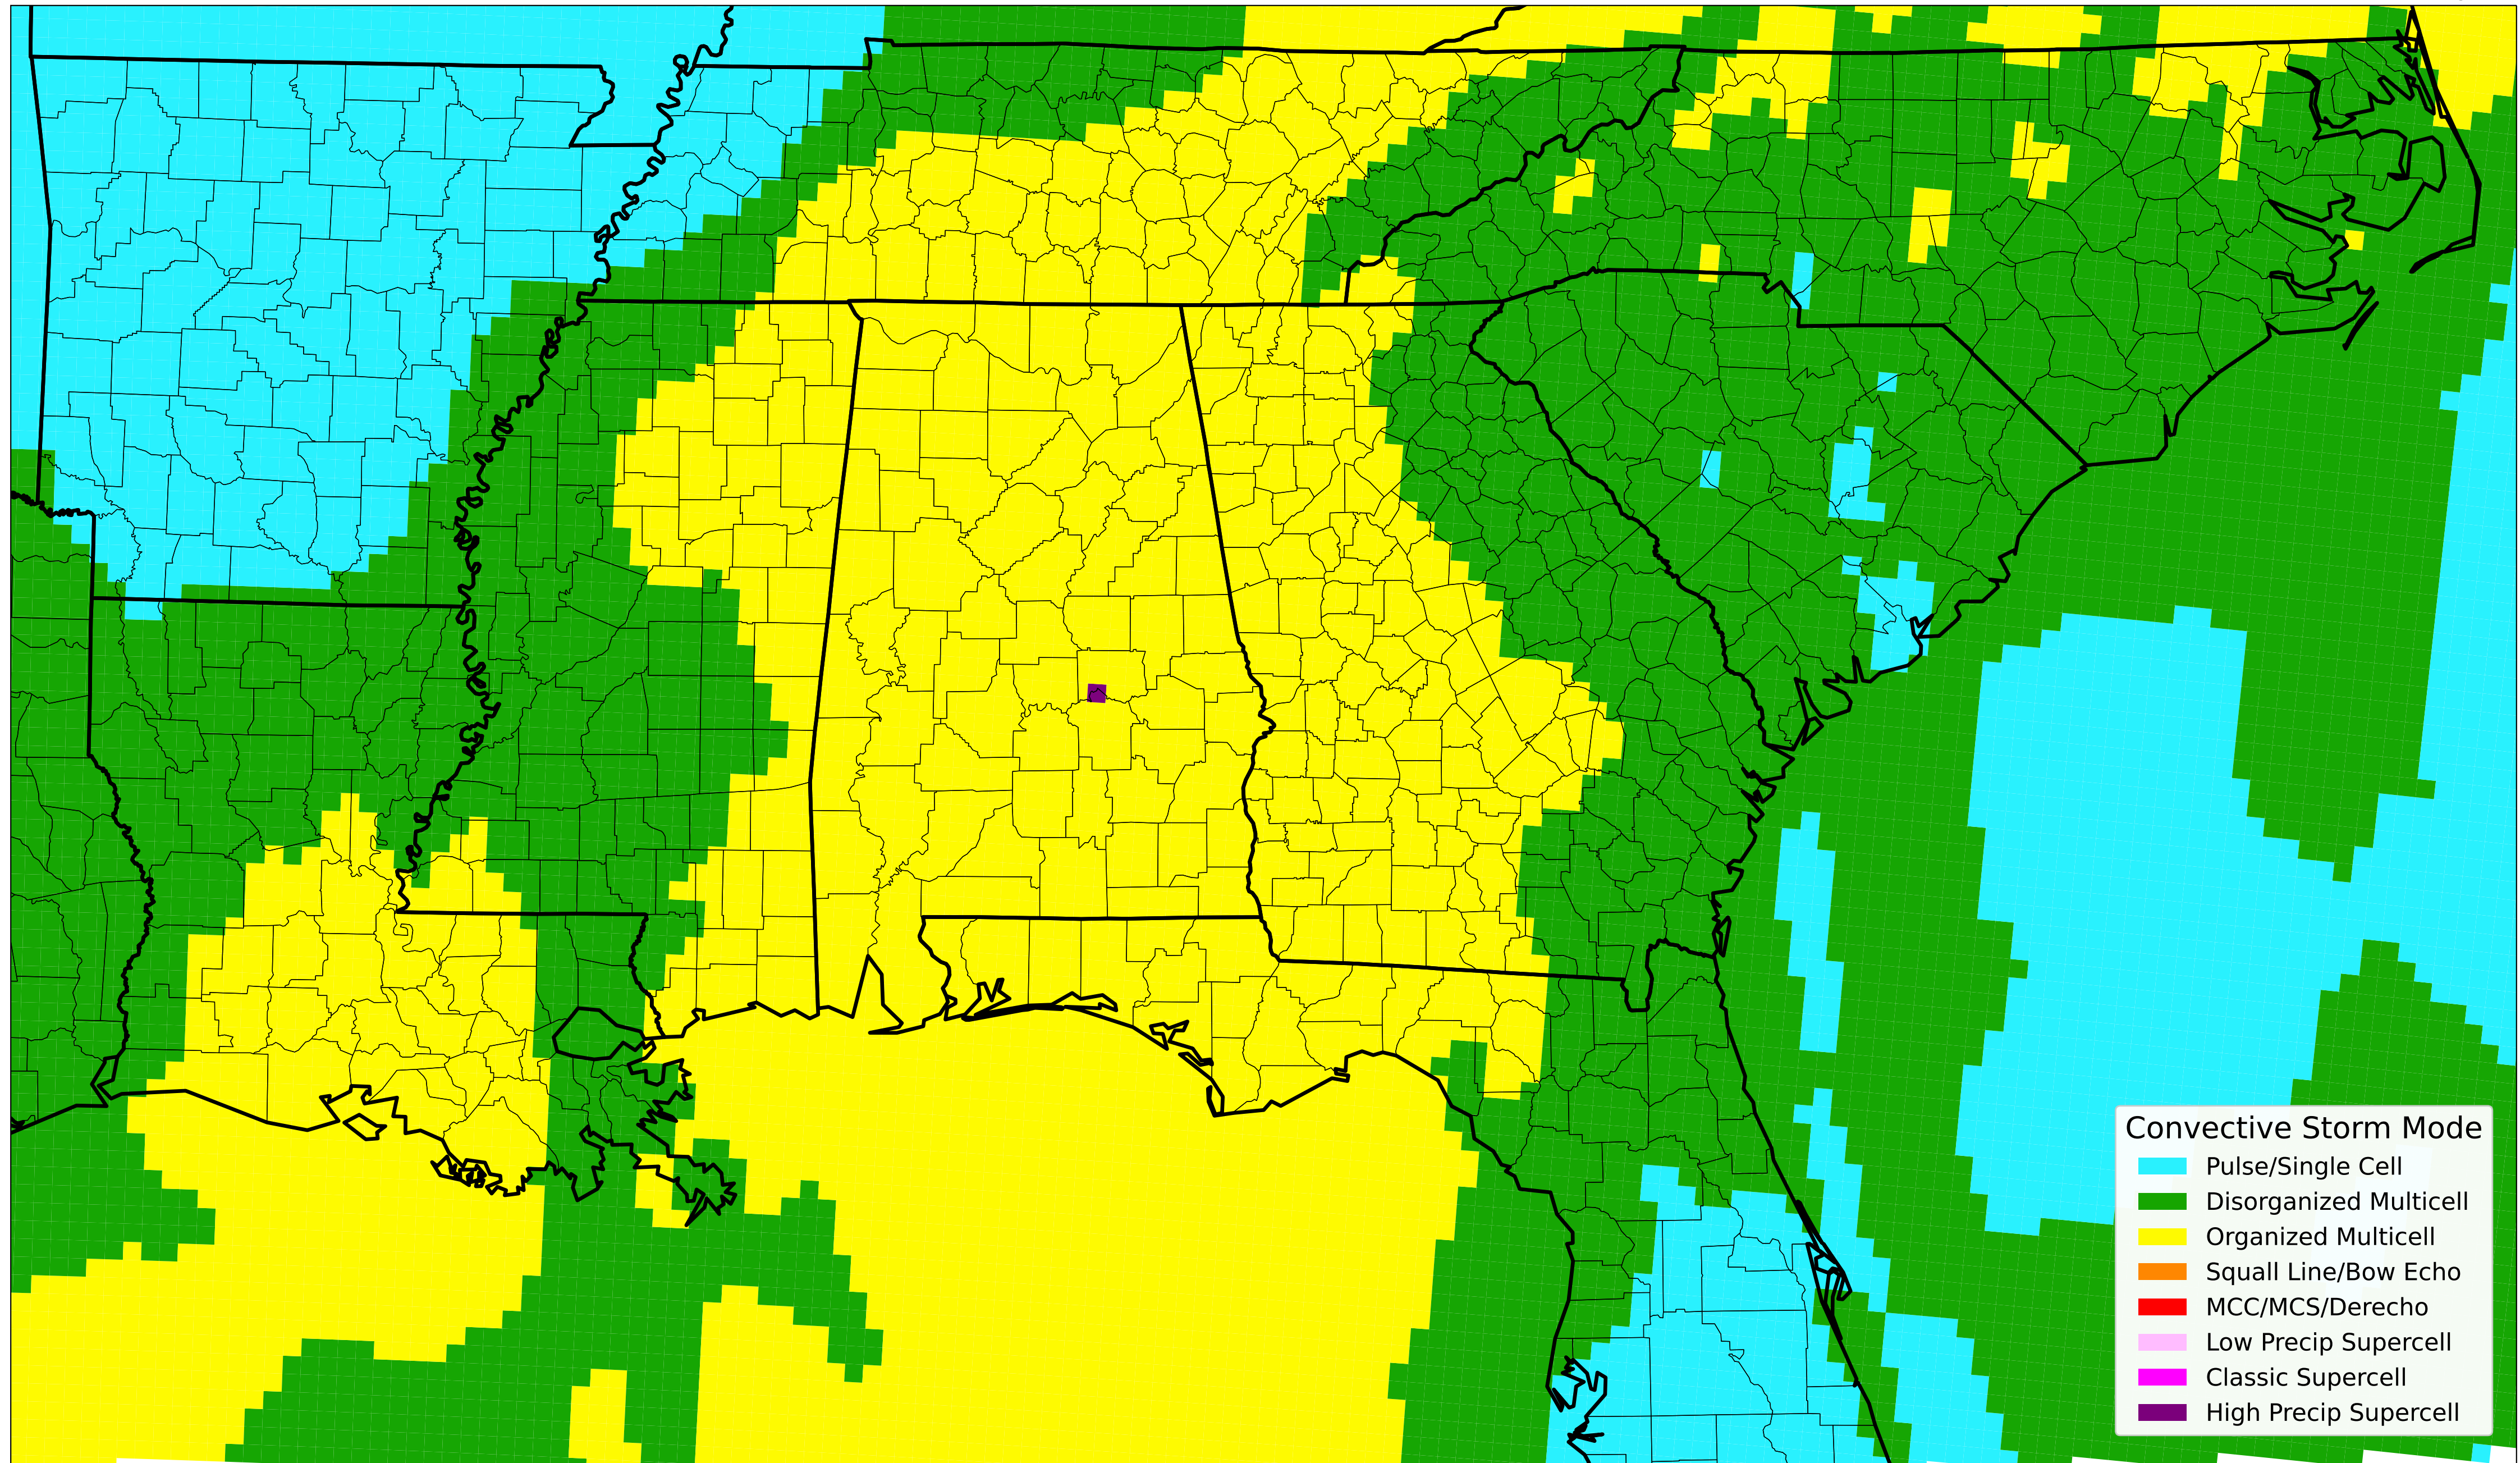 Convective Storm Mode
Pulse/Single Cell
Disorganized Multicell
Organized Multicell
Squall Line/Bow Echo
MCC/MCS/Derecho
Low Precip Supercell
Classic Supercell
High Precip Supercell